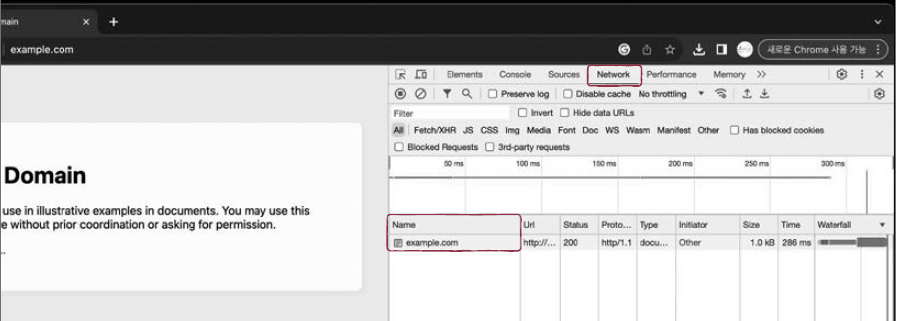 main × +
example.com 새로운 Chrome 사용 가능
Elements Console Sources Network Performance Memory
Preserve log Disable cache No throttling
Filter Invert Hide data URLs
All Fetch/XHR JS CSS Img Media Font Doc WS Wasm Manifest Other Has blocked cookies
Blocked Requests 3rd-party requests
50 ms 100 ms 150 ms 200 ms 250 ms 300 ms
Domain
use in illustrative examples in documents. You may use this
e without prior coordination or asking for permission.
...
Name Url Status Proto... Type Initiator Size Time Waterfall
example.com http://... 200 http/1.1 docu... Other 1.0 kB 286 ms